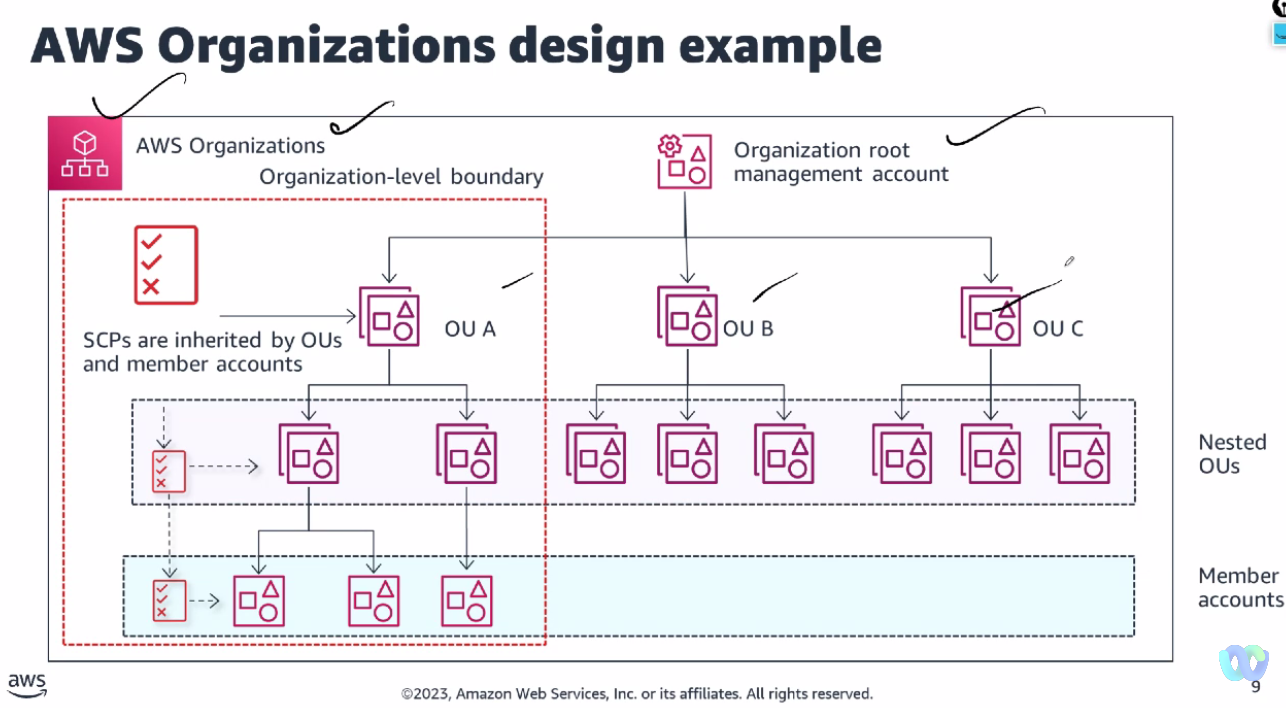 AWS Organizations design example
AWS Organizations
Organization-level boundary
Organization root
management account
SCPs are inherited by OUs
and member accounts
OU A
OU B
OU C
Nested
OUs
Member
accounts
aws
©2023, Amazon Web Services, Inc. or its affiliates. All rights reserved.
9